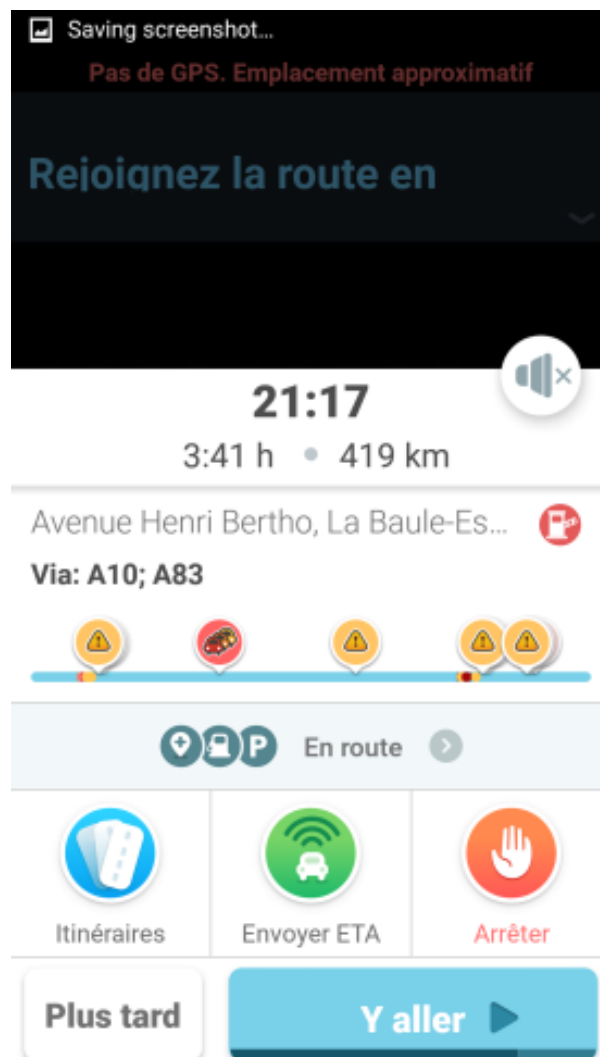 Saving screenshot...
Pas de GPS. Emplacement approximatif
Rejoignez la route en
21:17
3:41 h • 419 km
Avenue Henri Bertho, La Baule-Es...
Via: A10; A83
P En route
Itinéraires Envoyer ETA Arrêter
Plus tard Y aller